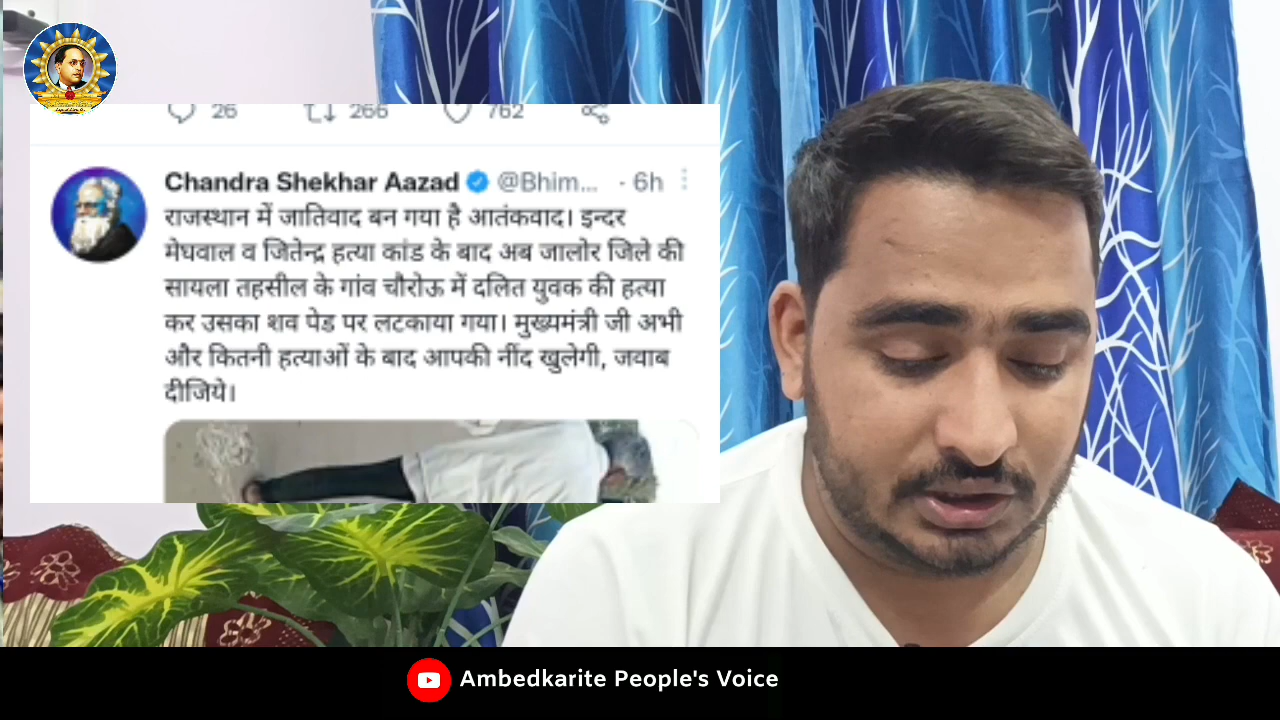 26 266 762
Chandra Shekhar Aazad @Bhim... · 6h
राजस्थान में जातिवाद बन गया है आतंकवाद। इन्दर
मेघवाल व जितेन्द्र हत्या कांड के बाद अब जालोर जिले की
सायला तहसील के गांव चौरोऊ में दलित युवक की हत्या
कर उसका शव पेड पर लटकाया गया। मुख्यमंत्री जी अभी
और कितनी हत्याओं के बाद आपकी नींद खुलेगी, जवाब
दीजिये।
Ambedkarite People's Voice